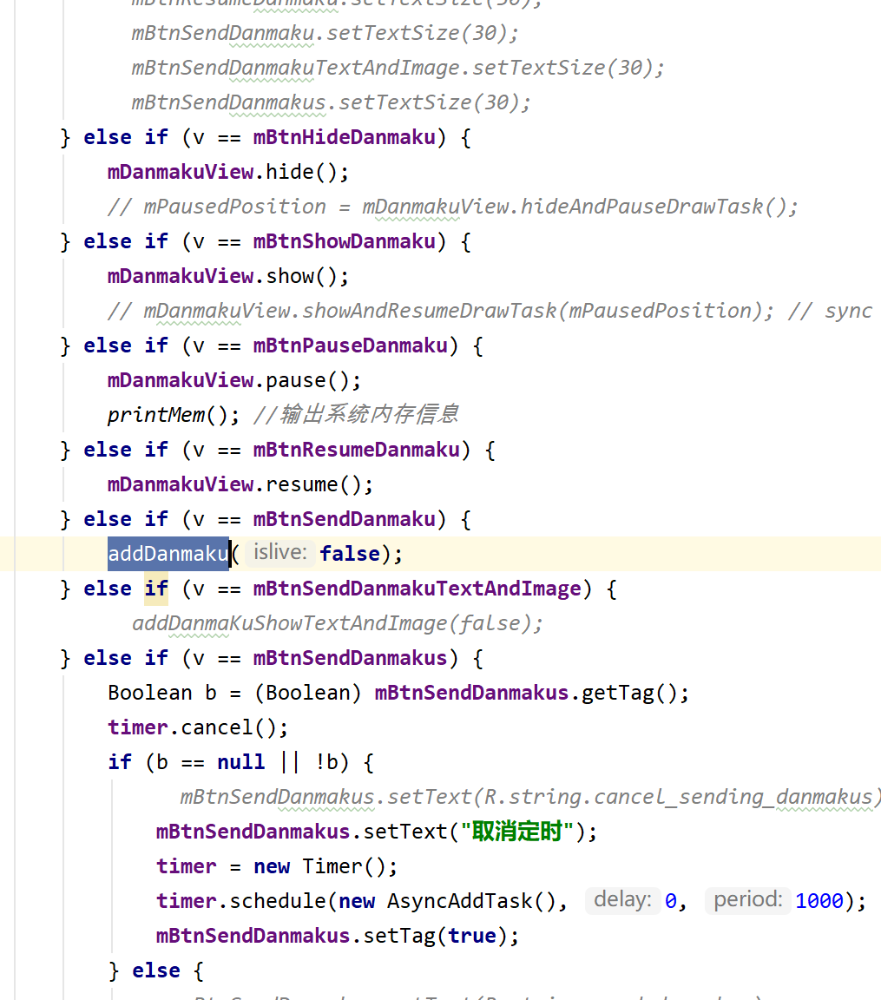 mBtnResumeDanmaku.setTextSize(30);
mBtnSendDanmaku.setTextSize(30);
mBtnSendDanmakuTextAndImage.setTextSize(30);
mBtnSendDanmakus.setTextSize(30);
} else if (v == mBtnHideDanmaku) {
mDanmakuView.hide();
// mPausedPosition = mDanmakuView.hideAndPauseDrawTask();
} else if (v == mBtnShowDanmaku) {
mDanmakuView.show();
// mDanmakuView.showAndResumeDrawTask(mPausedPosition); // sync
} else if (v == mBtnPauseDanmaku) {
mDanmakuView.pause();
printMem(); //输出系统内存信息
} else if (v == mBtnResumeDanmaku) {
mDanmakuView.resume();
} else if (v == mBtnSendDanmaku) {
addDanmaku( islive: false);
} else if (v == mBtnSendDanmakuTextAndImage) {
addDanmaKuShowTextAndImage(false);
} else if (v == mBtnSendDanmakus) {
Boolean b = (Boolean) mBtnSendDanmakus.getTag();
timer.cancel();
if (b == null || !b) {
mBtnSendDanmakus.setText(R.string.cancel_sending_danmakus)
mBtnSendDanmakus.setText("取消定时");
timer = new Timer();
timer.schedule(new AsyncAddTask(), delay: 0, period: 1000);
mBtnSendDanmakus.setTag(true);
} else {